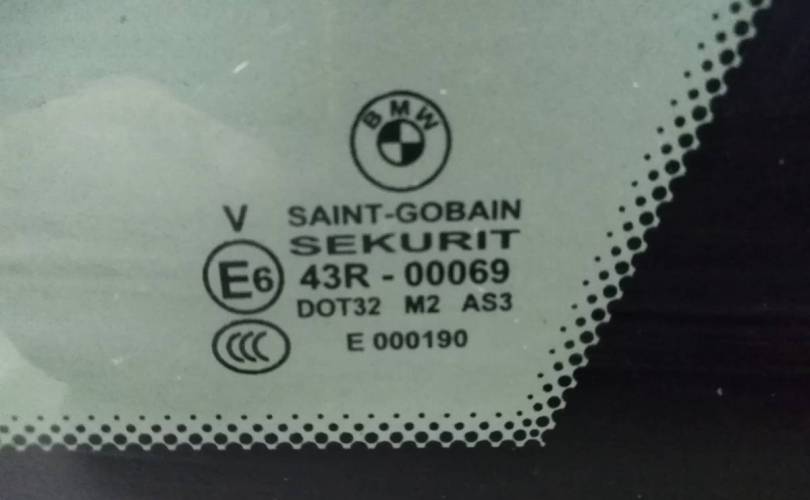 BMW
V SAINT-GOBAIN
SEKURIT
E6 43R - 00069
DOT32 M2 AS3
CCC E 000190